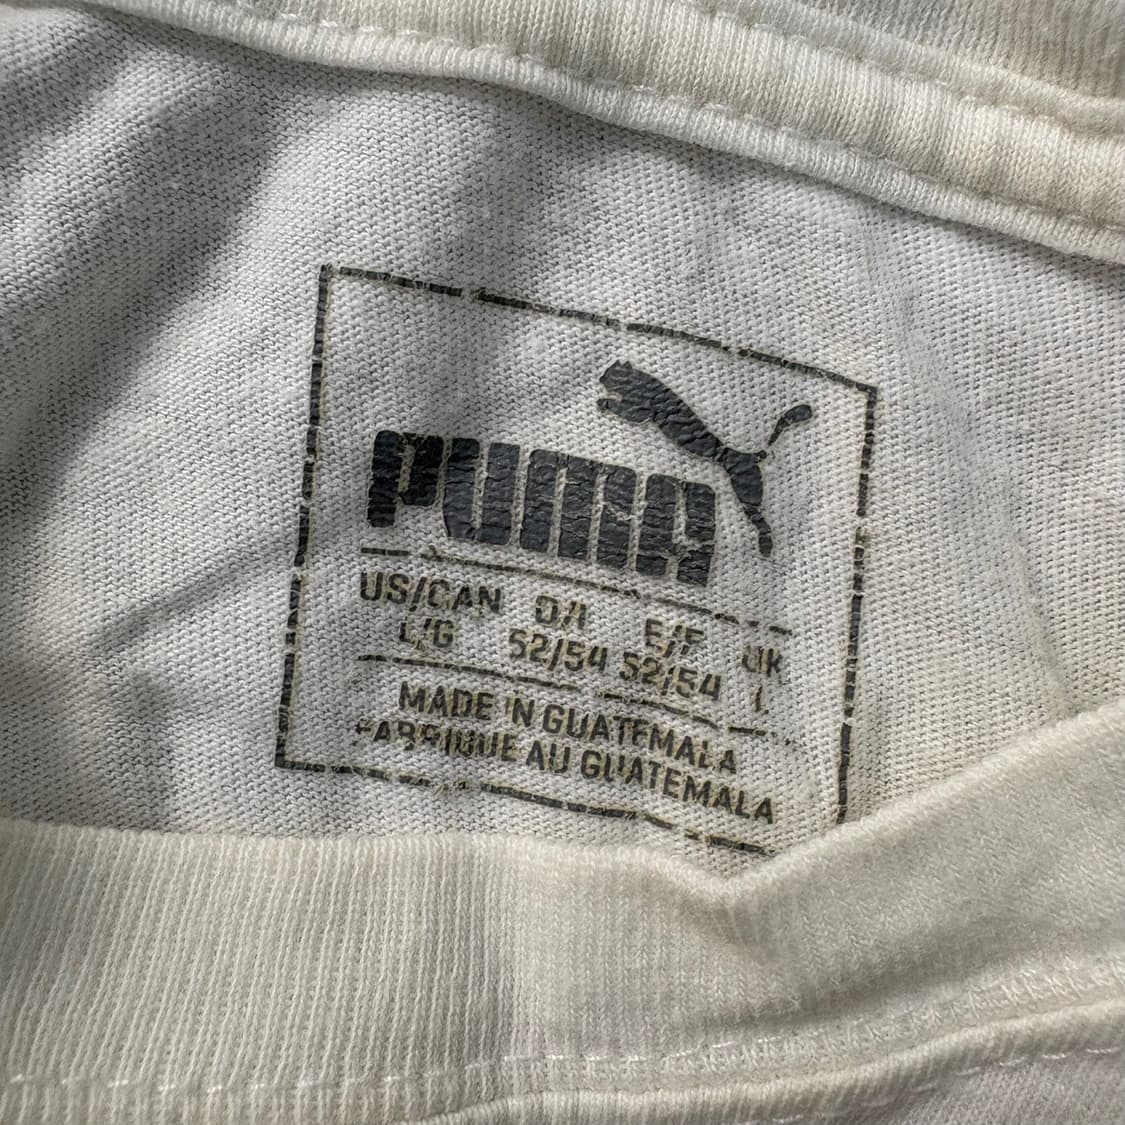 PUMA
US/CAN D/I E/F UK
L/G 52/54 52/54 L
MADE IN GUATEMALA
FABRIQUE AU GUATEMALA